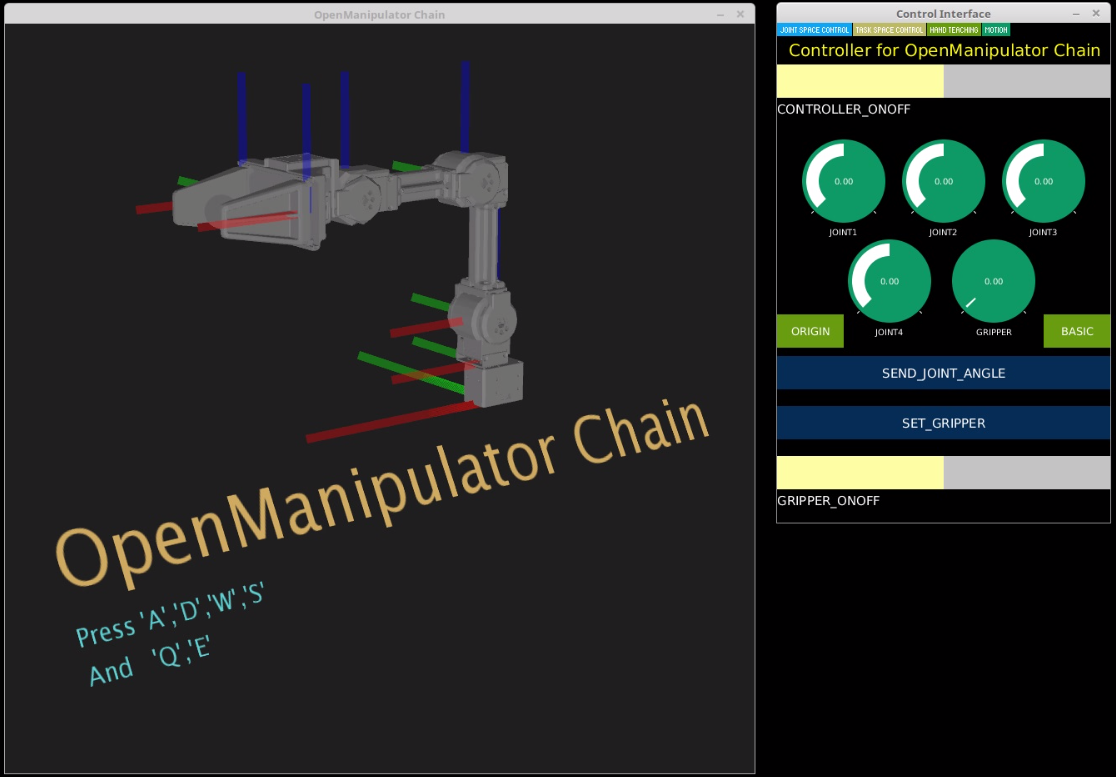 OpenManipulator Chain
OpenManipulator Chain
Press 'A','D','W','S'
And 'Q','E'
Control Interface
JOINT SPACE CONTROL TASK SPACE CONTROL HAND TEACHING MOTION
Controller for OpenManipulator Chain
CONTROLLER_ONOFF
0.00 0.00 0.00
JOINT1 JOINT2 JOINT3
0.00 0.00
ORIGIN JOINT4 GRIPPER BASIC
SEND_JOINT_ANGLE
SET_GRIPPER
GRIPPER_ONOFF